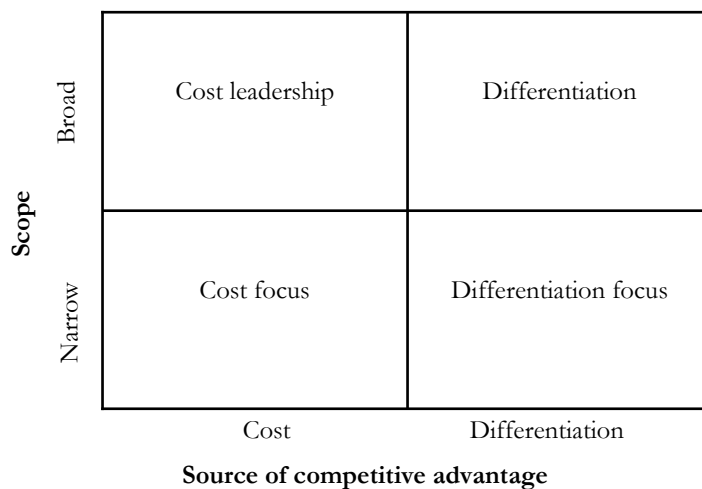 Broad
Cost leadership
Differentiation
Scope
Narrow
Cost focus
Differentiation focus
Cost
Differentiation
Source of competitive advantage